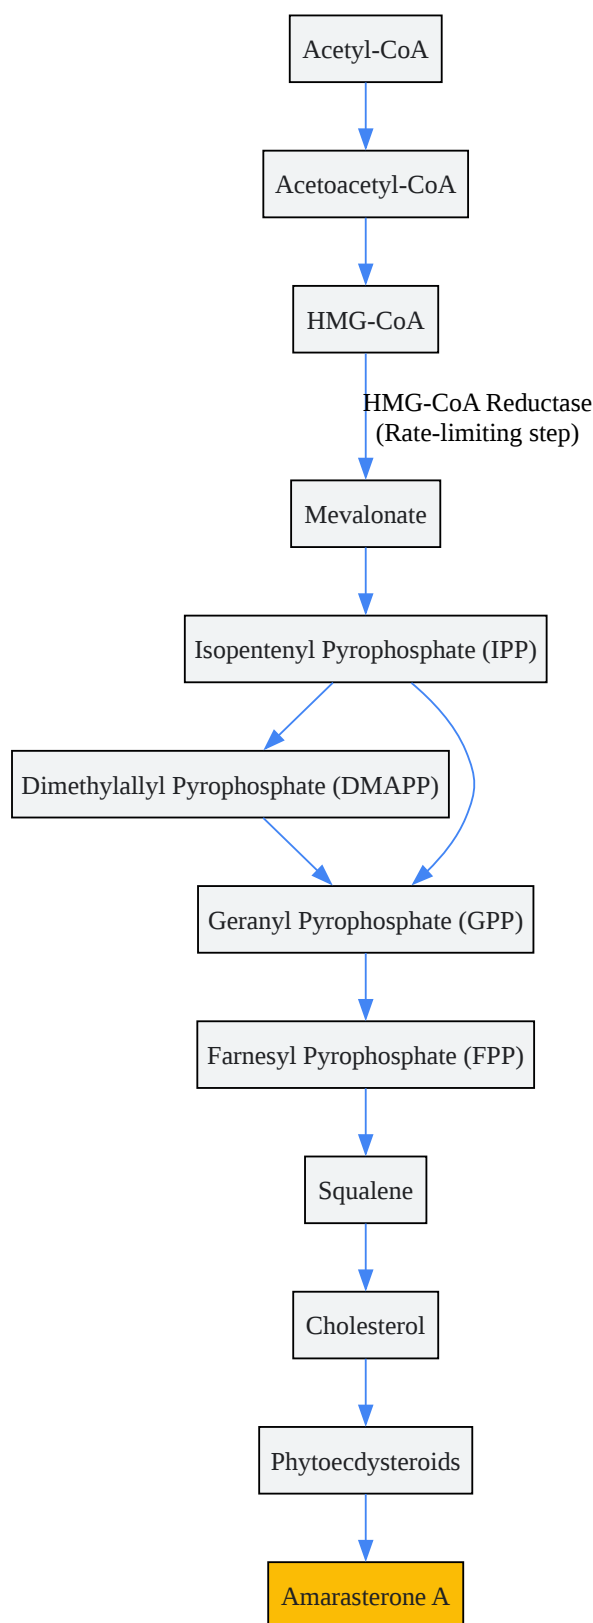 Acetyl-CoA
Acetoacetyl-CoA
HMG-CoA
HMG-CoA Reductase
(Rate-limiting step)
Mevalonate
Isopentenyl Pyrophosphate (IPP)
Dimethylallyl Pyrophosphate (DMAPP)
Geranyl Pyrophosphate (GPP)
Farnesyl Pyrophosphate (FPP)
Squalene
Cholesterol
Phytoecdysteroids
Amarasterone A